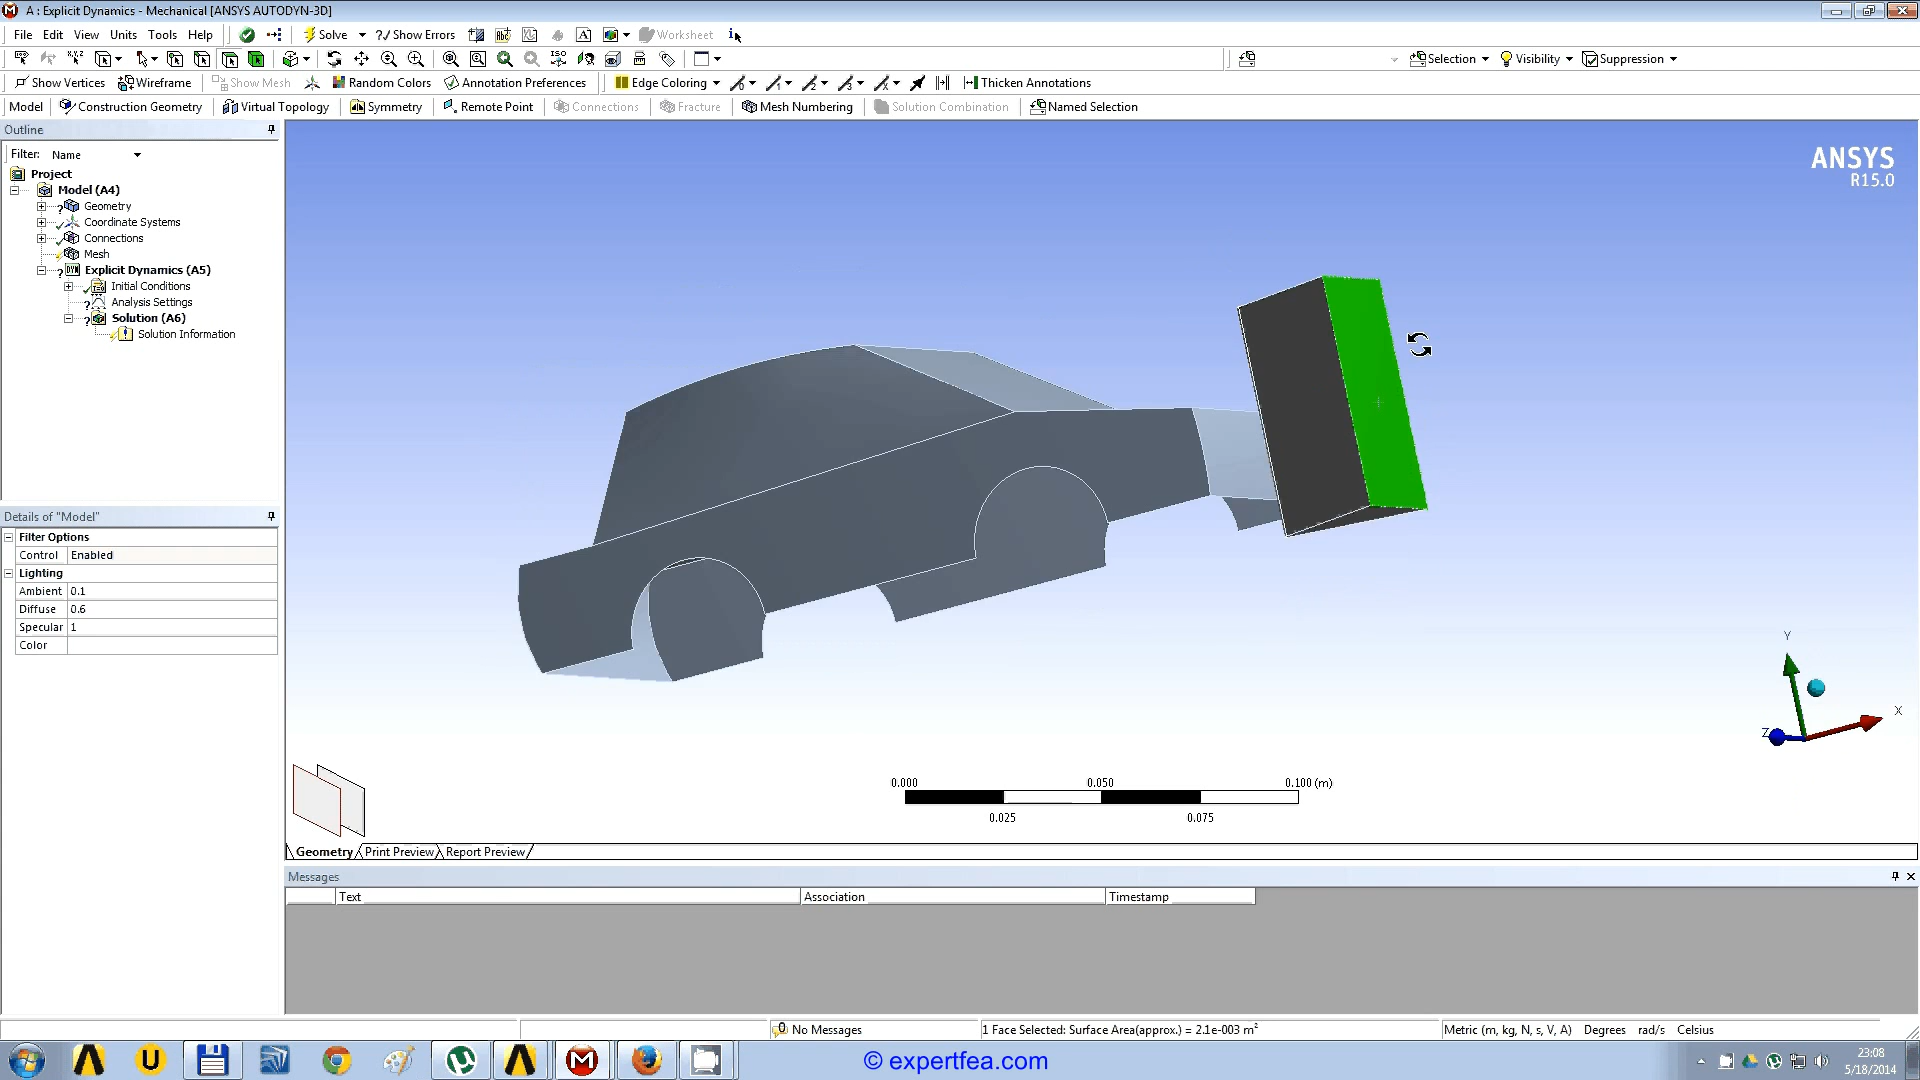 A : Explicit Dynamics - Mechanical [ANSYS AUTODYN-3D]
File Edit View Units Tools Help Solve ?/ Show Errors Worksheet
Selection Visibility Suppression
Show Vertices Wireframe Show Mesh Random Colors Annotation Preferences Edge Coloring Thicken Annotations
Model Construction Geometry Virtual Topology Symmetry Remote Point Connections Fracture Mesh Numbering Solution Combination Named Selection
Outline
Filter: Name
Project
Model (A4)
Geometry
Coordinate Systems
Connections
Mesh
Explicit Dynamics (A5)
Initial Conditions
Analysis Settings
Solution (A6)
Solution Information
Details of "Model"
Filter Options
Control Enabled
Lighting
Ambient 0.1
Diffuse 0.6
Specular 1
Color
ANSYS
R15.0
Y
X
Z
0.000 0.050 0.100 (m)
0.025 0.075
Geometry Print Preview Report Preview
Messages
Text Association Timestamp
No Messages 1 Face Selected: Surface Area(approx.) = 2.1e-003 m² Metric (m, kg, N, s, V, A) Degrees rad/s Celsius
© expertfea.com
23:08
5/18/2014